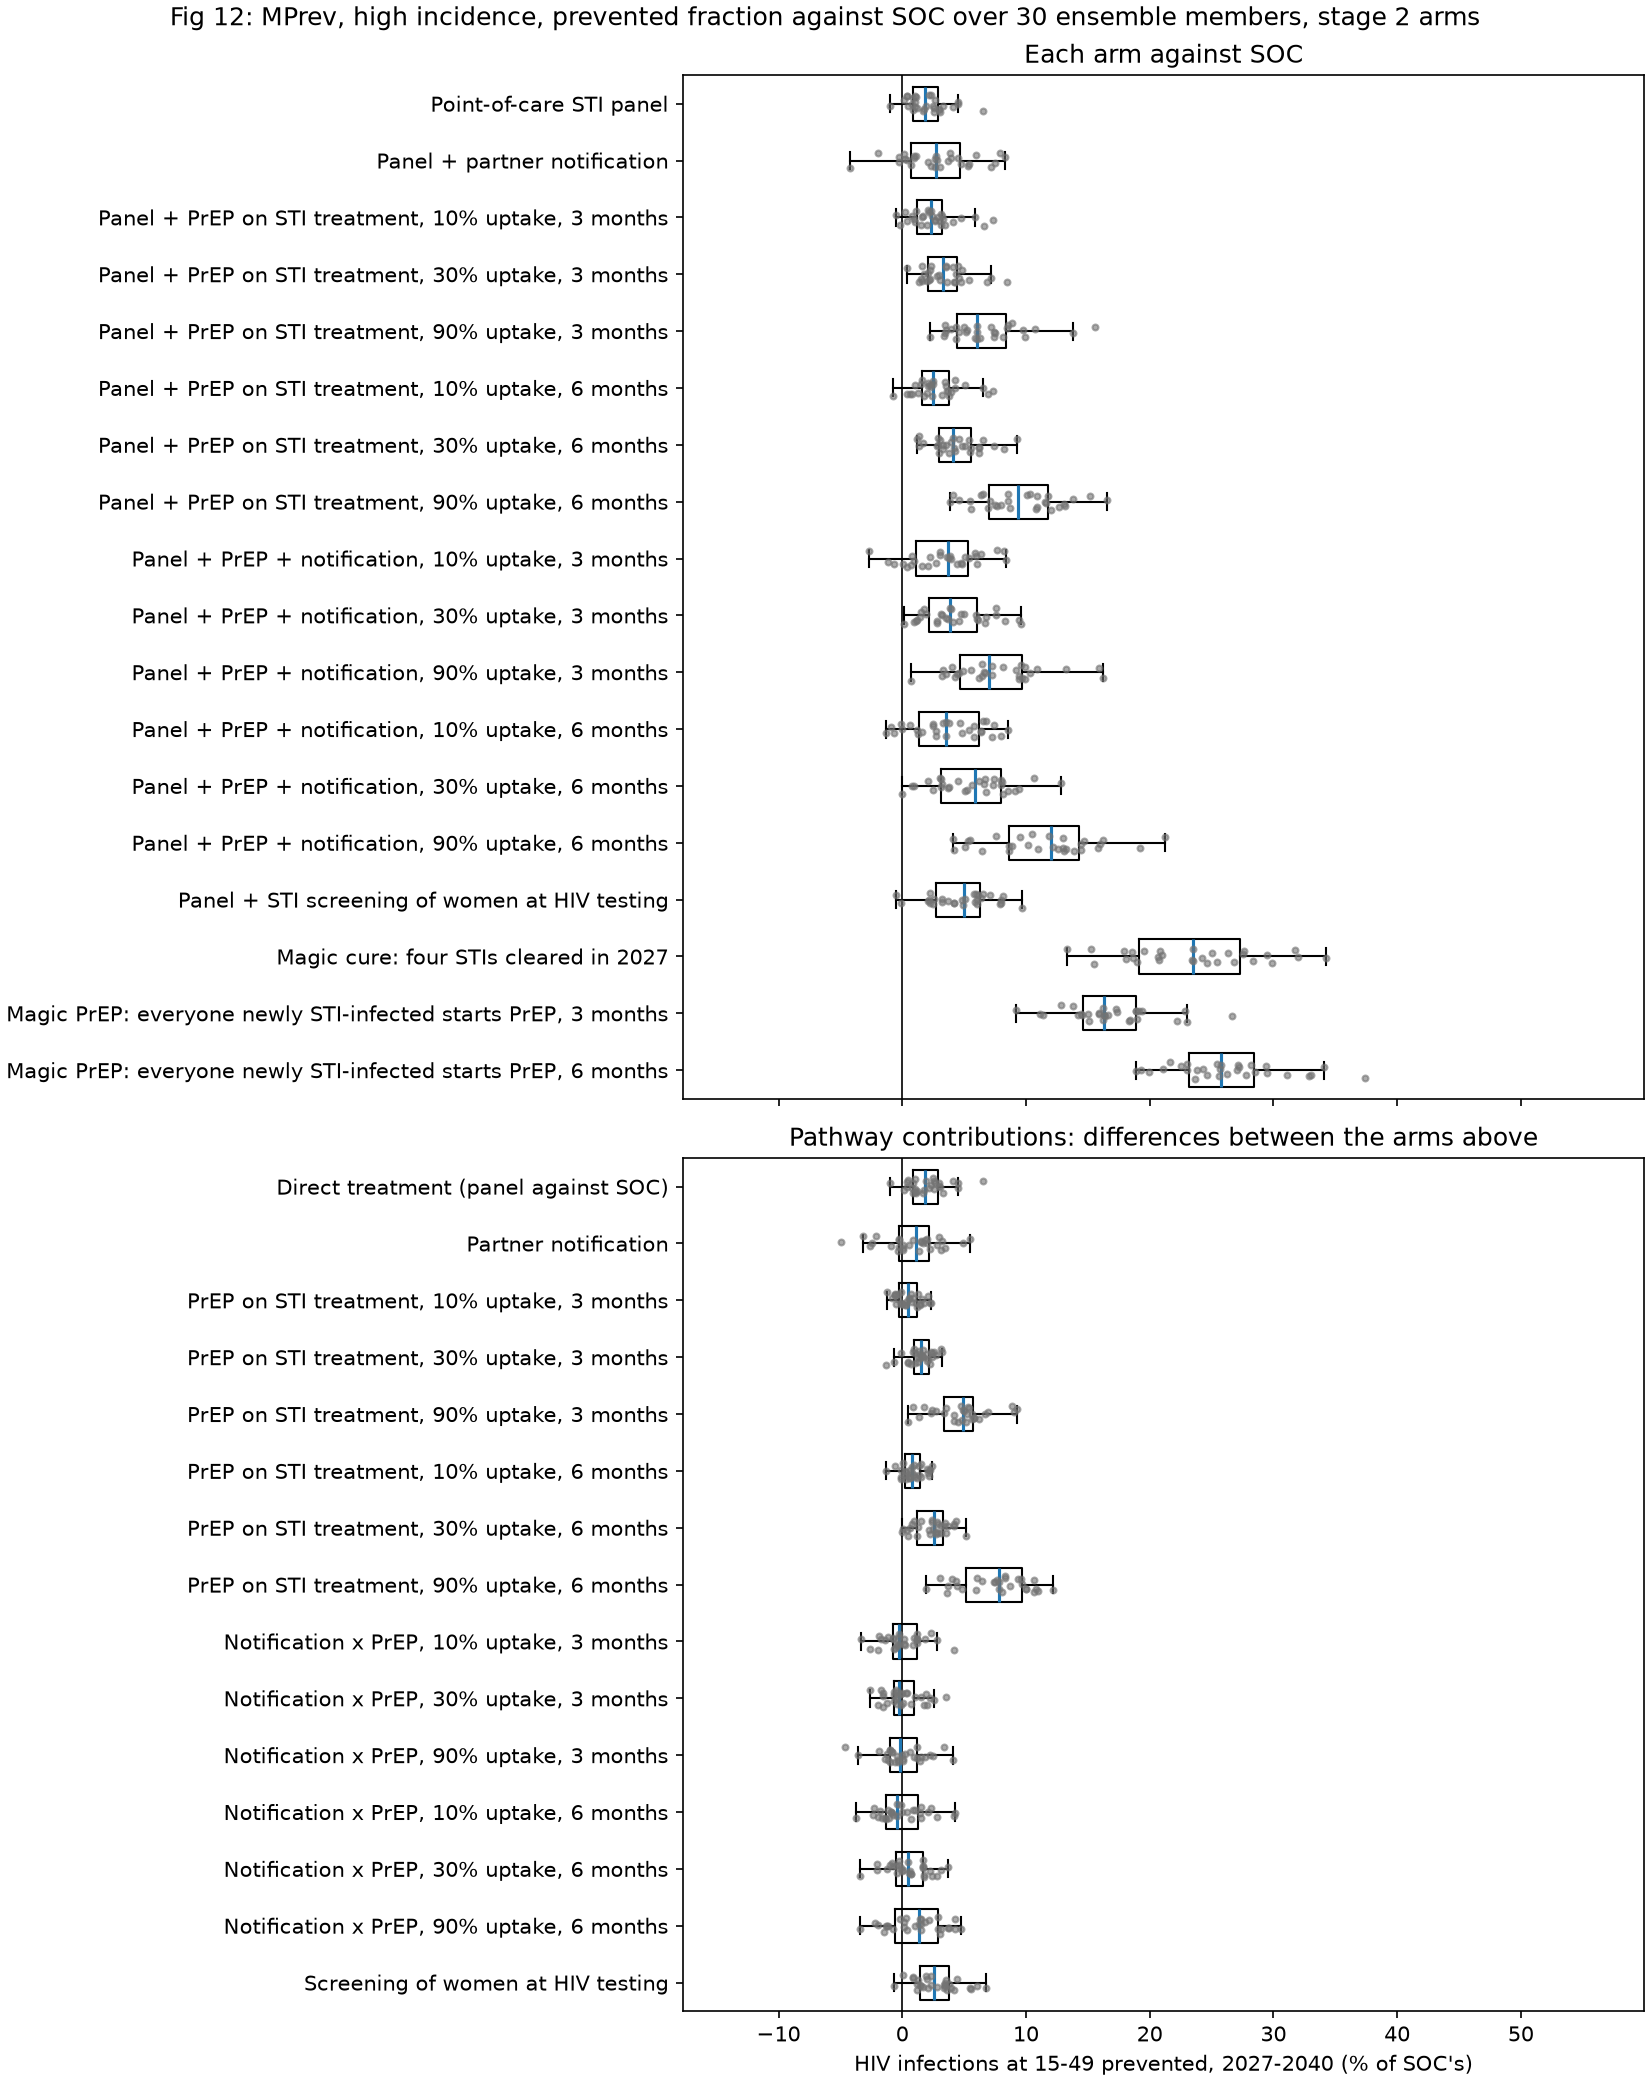 Fig 12: MPrev, high incidence, prevented fraction against SOC over 30 ensemble members, stage 2 arms
Each arm against SOC
Point-of-care STI panel
Panel + partner notification
Panel + PrEP on STI treatment, 10% uptake, 3 months
Panel + PrEP on STI treatment, 30% uptake, 3 months
Panel + PrEP on STI treatment, 90% uptake, 3 months
Panel + PrEP on STI treatment, 10% uptake, 6 months
Panel + PrEP on STI treatment, 30% uptake, 6 months
Panel + PrEP on STI treatment, 90% uptake, 6 months
Panel + PrEP + notification, 10% uptake, 3 months
Panel + PrEP + notification, 30% uptake, 3 months
Panel + PrEP + notification, 90% uptake, 3 months
Panel + PrEP + notification, 10% uptake, 6 months
Panel + PrEP + notification, 30% uptake, 6 months
Panel + PrEP + notification, 90% uptake, 6 months
Panel + STI screening of women at HIV testing
Magic cure: four STIs cleared in 2027
Magic PrEP: everyone newly STI-infected starts PrEP, 3 months
Magic PrEP: everyone newly STI-infected starts PrEP, 6 months
Pathway contributions: differences between the arms above
Direct treatment (panel against SOC)
Partner notification
PrEP on STI treatment, 10% uptake, 3 months
PrEP on STI treatment, 30% uptake, 3 months
PrEP on STI treatment, 90% uptake, 3 months
PrEP on STI treatment, 10% uptake, 6 months
PrEP on STI treatment, 30% uptake, 6 months
PrEP on STI treatment, 90% uptake, 6 months
Notification x PrEP, 10% uptake, 3 months
Notification x PrEP, 30% uptake, 3 months
Notification x PrEP, 90% uptake, 3 months
Notification x PrEP, 10% uptake, 6 months
Notification x PrEP, 30% uptake, 6 months
Notification x PrEP, 90% uptake, 6 months
Screening of women at HIV testing
−10 0 10 20 30 40 50
HIV infections at 15-49 prevented, 2027-2040 (% of SOC's)